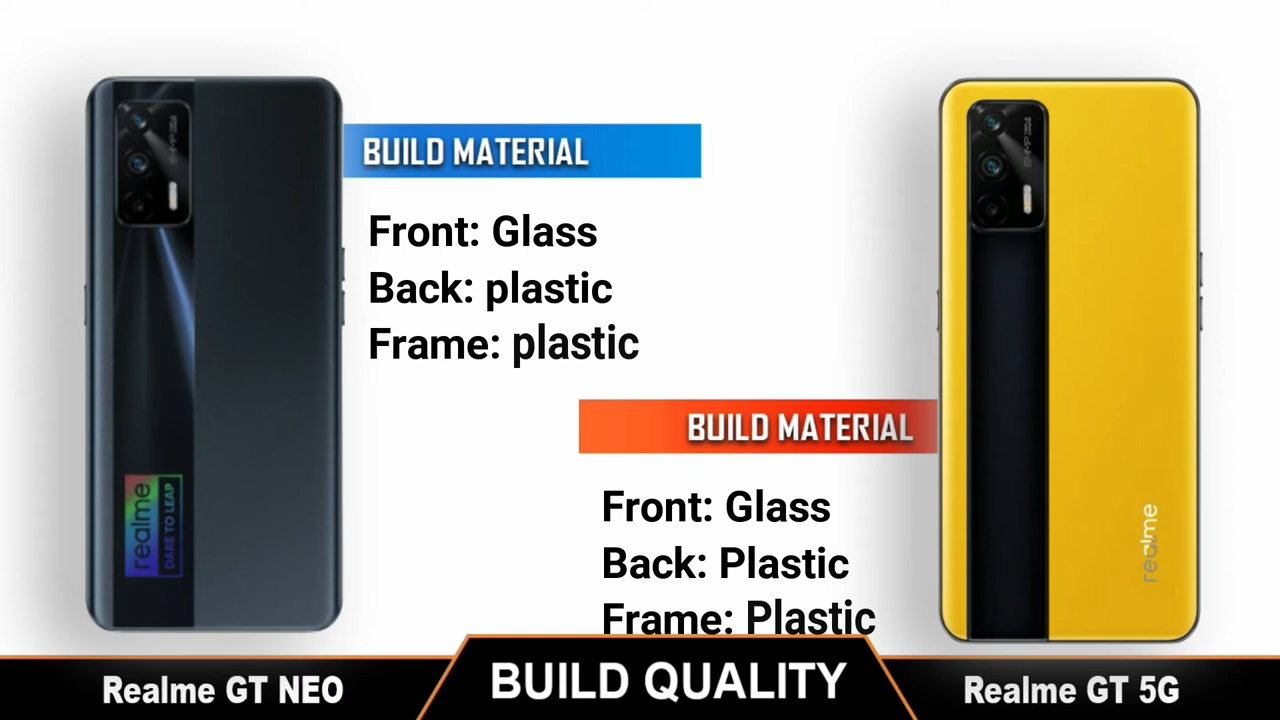 BUILD MATERIAL
Front: Glass
Back: plastic
Frame: plastic
realme
DARE TO LEAP
BUILD MATERIAL
Front: Glass
Back: Plastic
Frame: Plastic
realme
Realme GT NEO
BUILD QUALITY
Realme GT 5G